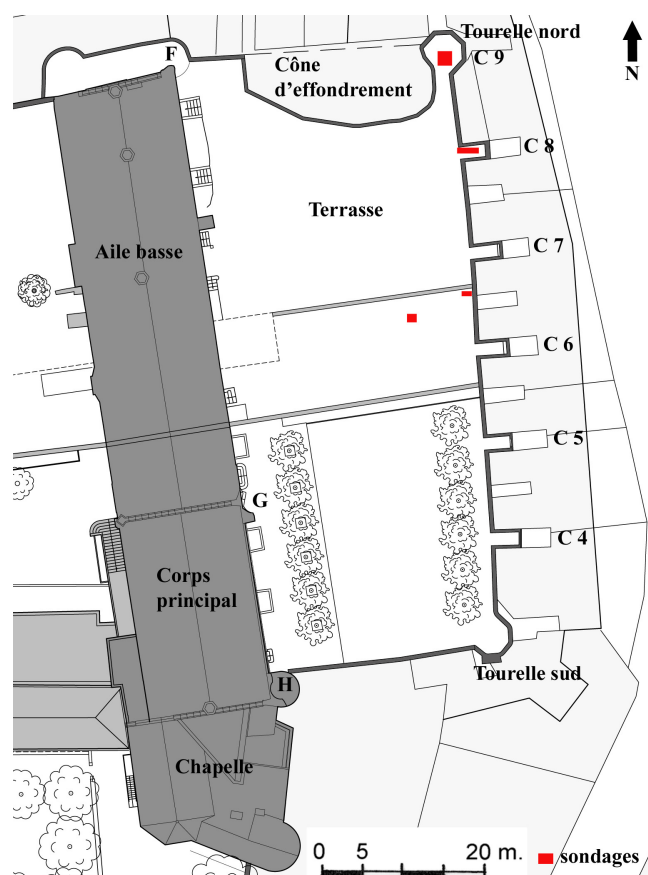 Tourelle nord
F
C 9
N
Cône
d’effondrement
C 8
Terrasse
Aile basse
C 7
C 6
C 5
G
C 4
Corps
principal
H
Tourelle sud
Chapelle
0 5 20 m.
sondages